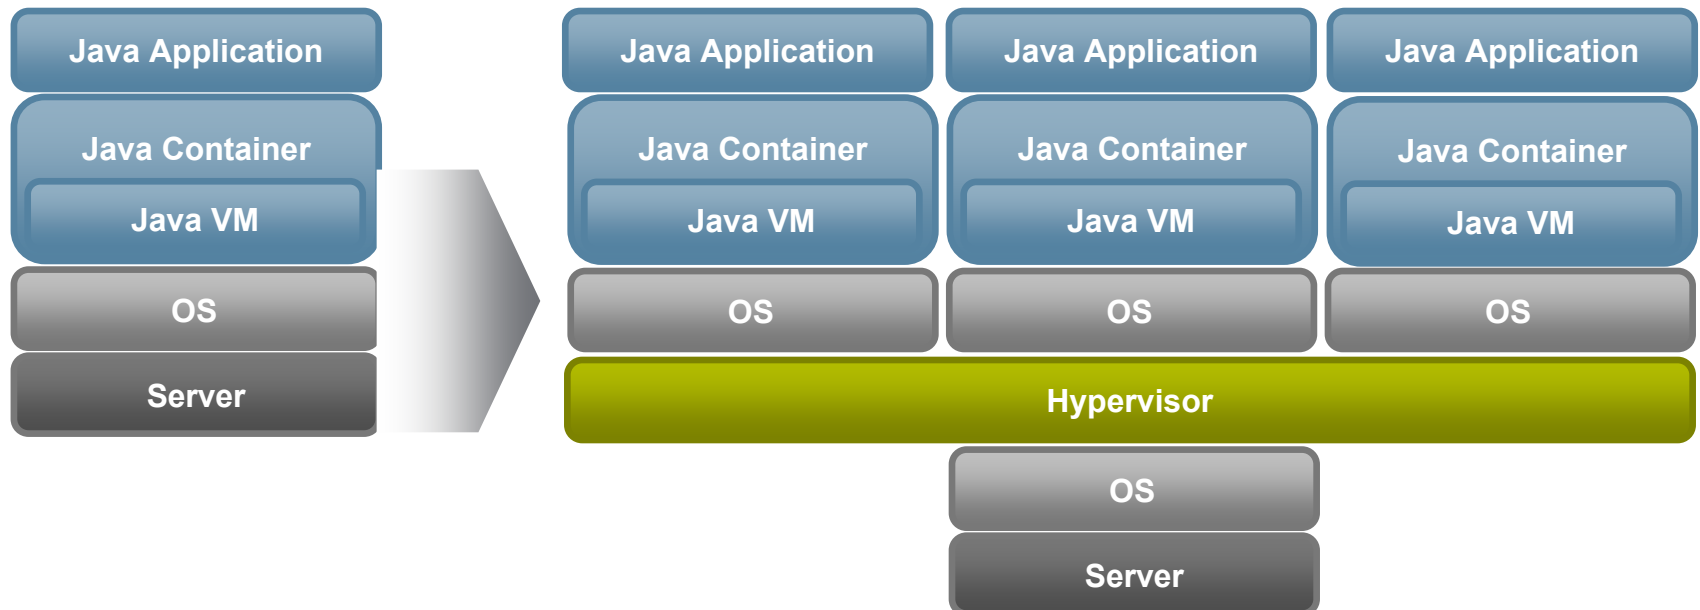 Java Application
Java Container
Java VM
OS
Server
Java Application
Java Application
Java Application
Java Container
Java Container
Java Container
Java VM
Java VM
Java VM
OS
OS
OS
Hypervisor
OS
Server